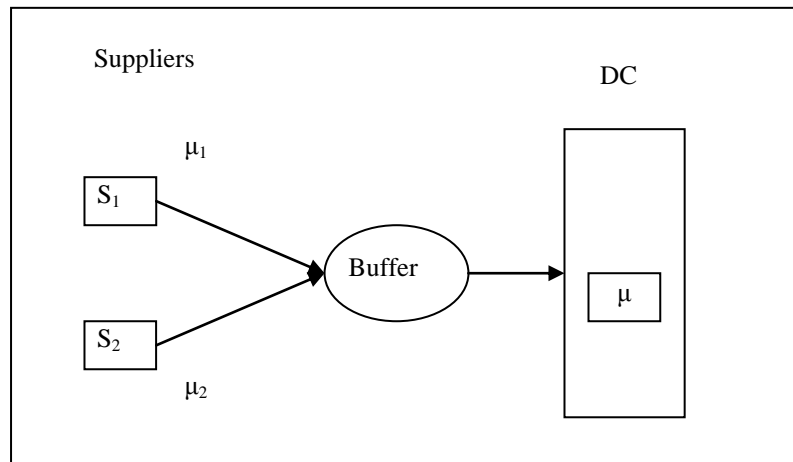 Suppliers
DC
μ₁
S₁
Buffer
μ
S₂
μ₂